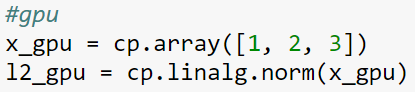 #gpu
x_gpu = cp.array([1, 2, 3])
l2_gpu = cp.linalg.norm(x_gpu)